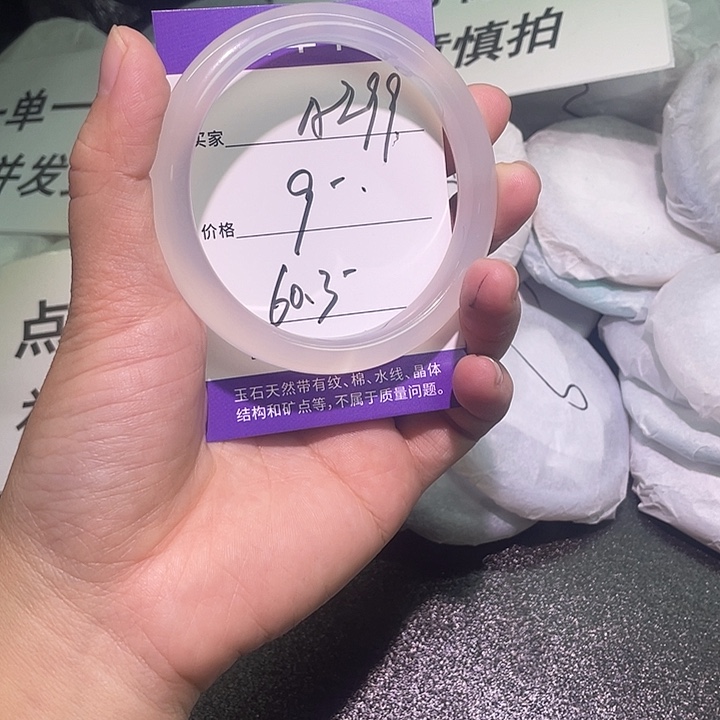 慎拍
单一
并发
买家 A299
价格 9-.
60.3-
点
玉石天然带有纹、棉、水线、晶体
结构和矿点等，不属于质量问题。